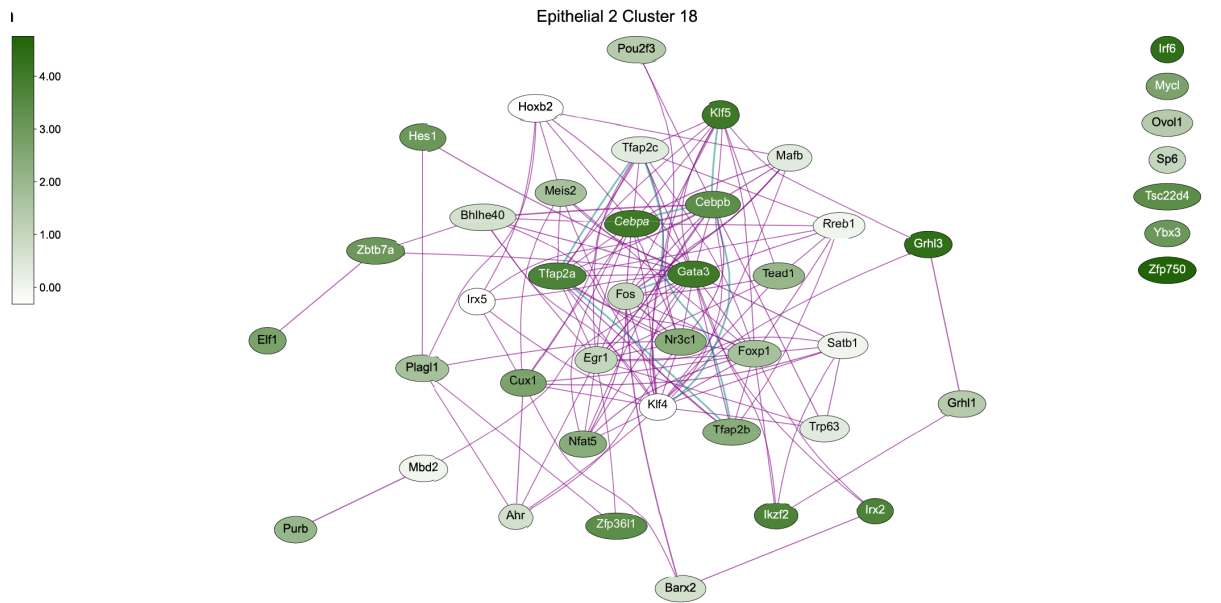 Epithelial 2 Cluster 18
Pou2f3
Irf6
4.00
Mycl
Hoxb2
Klf5
Ovol1
3.00
Hes1
Tfap2c
Mafb
Sp6
2.00
Meis2
Tsc22d4
Bhlhe40
Cebpa
Cebpb
Rreb1
1.00
Zbtb7a
Grhl3
Ybx3
Tfap2a
Gata3
Tead1
Zfp750
0.00
Irx5
Fos
Elf1
Nr3c1
Satb1
Plagl1
Egr1
Foxp1
Cux1
Klf4
Grhl1
Nfat5
Tfap2b
Trp63
Mbd2
Purb
Ahr
Zfp36l1
Ikzf2
Irx2
Barx2